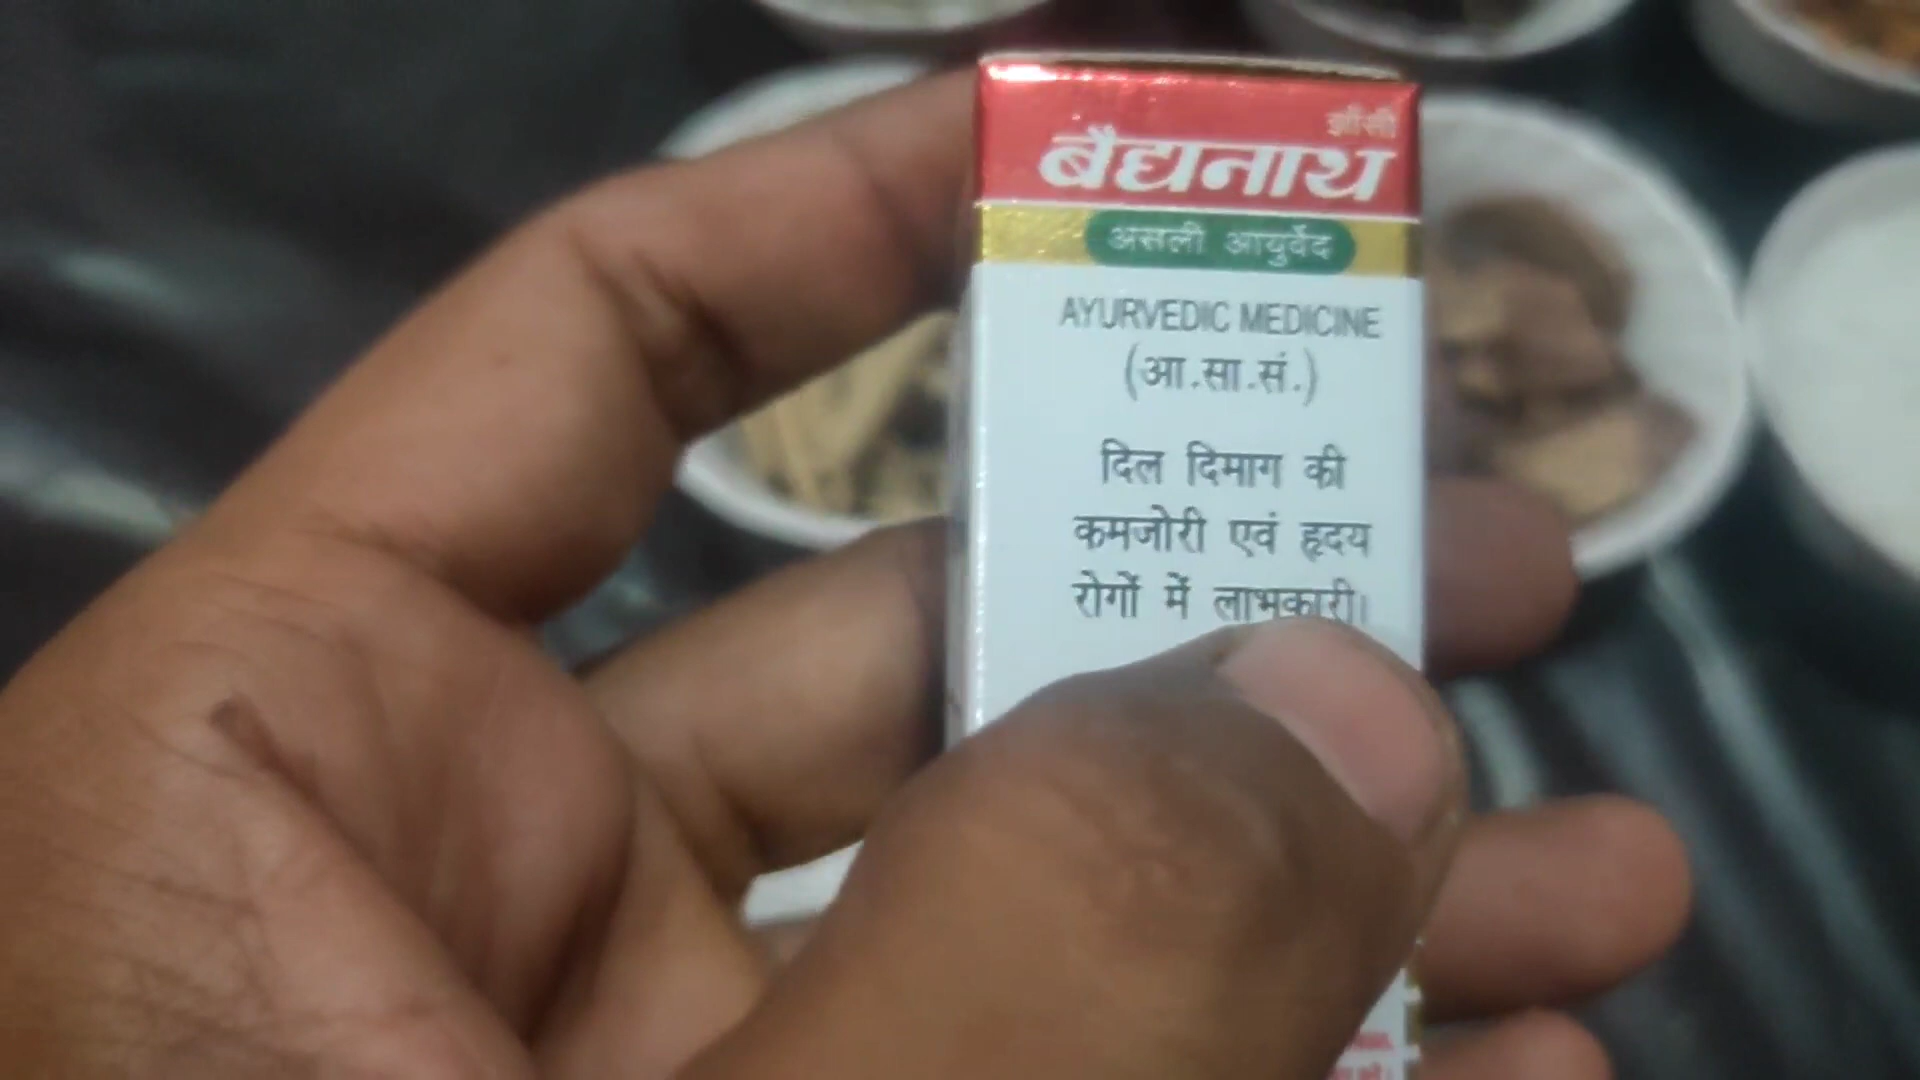 झाँसी
बैद्यनाथ
असली आयुर्वेद
AYURVEDIC MEDICINE
(आ.सा.सं.)
दिल दिमाग की
कमजोरी एवं हृदय
रोगों में लाभकारी।